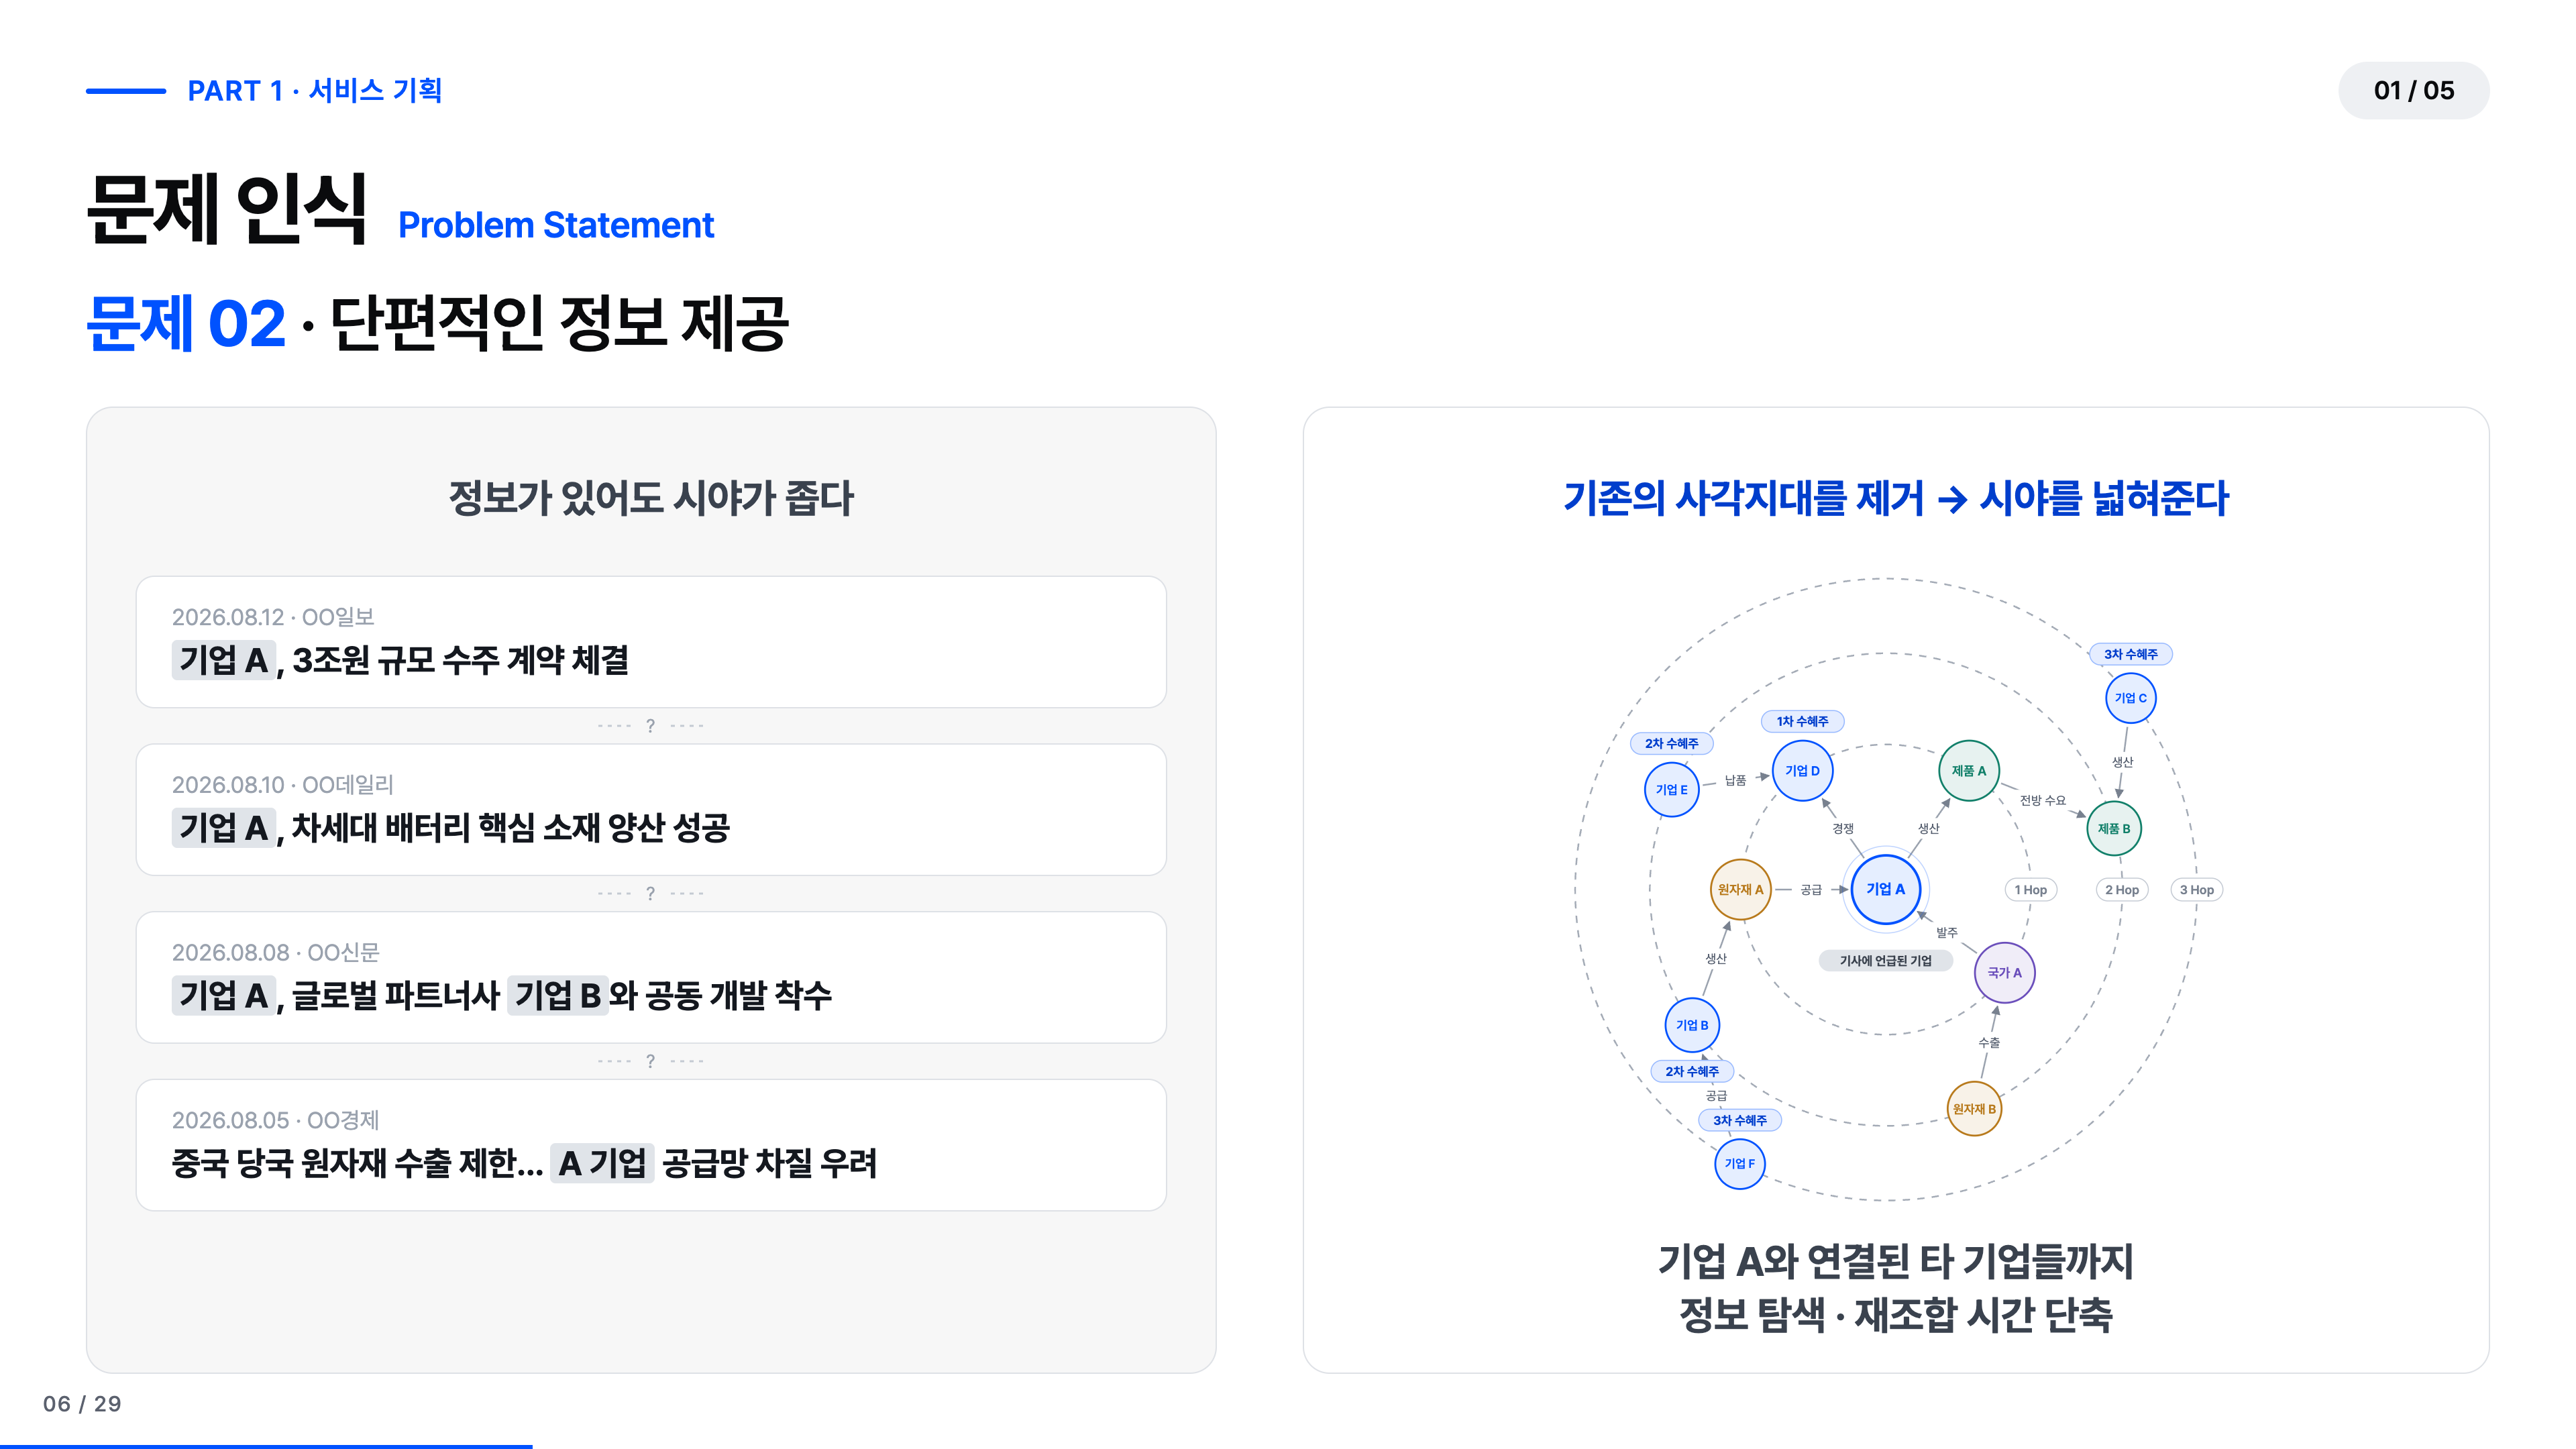 PART 1 · 서비스 기획
01 / 05
문제 인식 Problem Statement
문제 02 · 단편적인 정보 제공
정보가 있어도 시야가 좁다
2026.08.12 · OO일보
기업 A, 3조원 규모 수주 계약 체결
?
2026.08.10 · OO데일리
기업 A, 차세대 배터리 핵심 소재 양산 성공
?
2026.08.08 · OO신문
기업 A, 글로벌 파트너사 기업 B와 공동 개발 착수
?
2026.08.05 · OO경제
중국 당국 원자재 수출 제한... A 기업 공급망 차질 우려
기존의 사각지대를 제거 → 시야를 넓혀준다
3차 수혜주
기업 C
1차 수혜주
2차 수혜주
생산
기업 D
제품 A
기업 E
납품
전방 수요
경쟁
생산
제품 B
원자재 A
공급
기업 A
1 Hop
2 Hop
3 Hop
발주
생산
기사에 언급된 기업
국가 A
기업 B
수출
2차 수혜주
공급
원자재 B
3차 수혜주
기업 F
기업 A와 연결된 타 기업들까지
정보 탐색 · 재조합 시간 단축
06 / 29